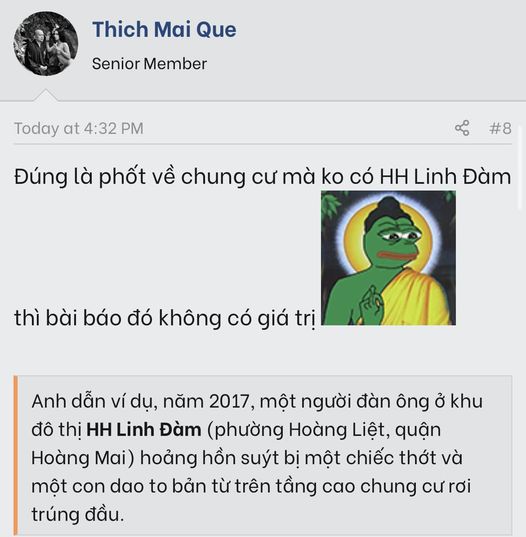 Thich Mai Que
Senior Member
Today at 4:32 PM
#8
Đúng là phốt về chung cư mà ko có HH Linh Đàm
thì bài báo đó không có giá trị
Anh dẫn ví dụ, năm 2017, một người đàn ông ở khu
đô thị HH Linh Đàm (phường Hoàng Liệt, quận
Hoàng Mai) hoảng hồn suýt bị một chiếc thớt và
một con dao to bản từ trên tầng cao chung cư rơi
trúng đầu.